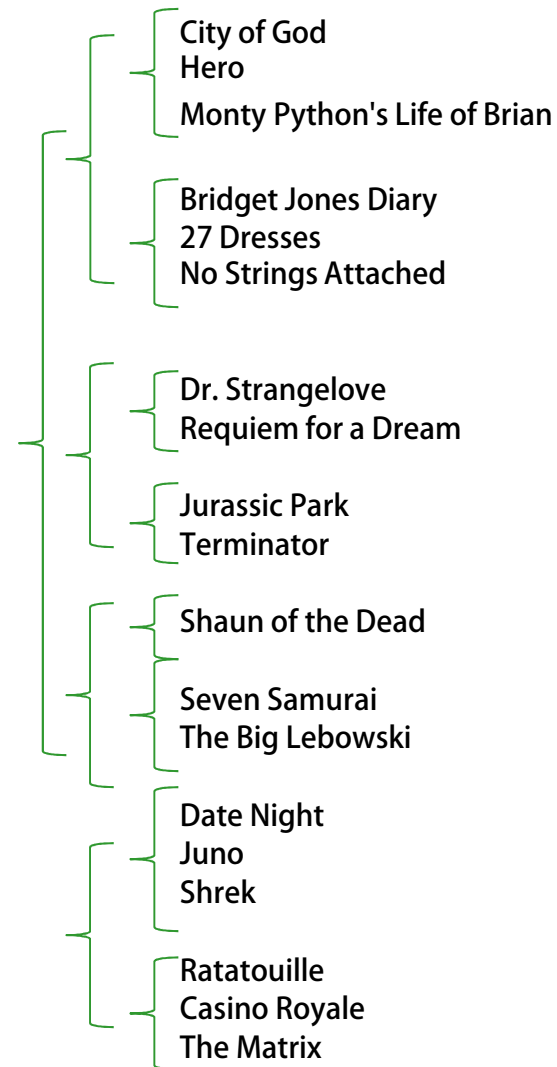 City of God
Hero
Monty Python's Life of Brian
Bridget Jones Diary
27 Dresses
No Strings Attached
Dr. Strangelove
Requiem for a Dream
Jurassic Park
Terminator
Shaun of the Dead
Seven Samurai
The Big Lebowski
Date Night
Juno
Shrek
Ratatouille
Casino Royale
The Matrix